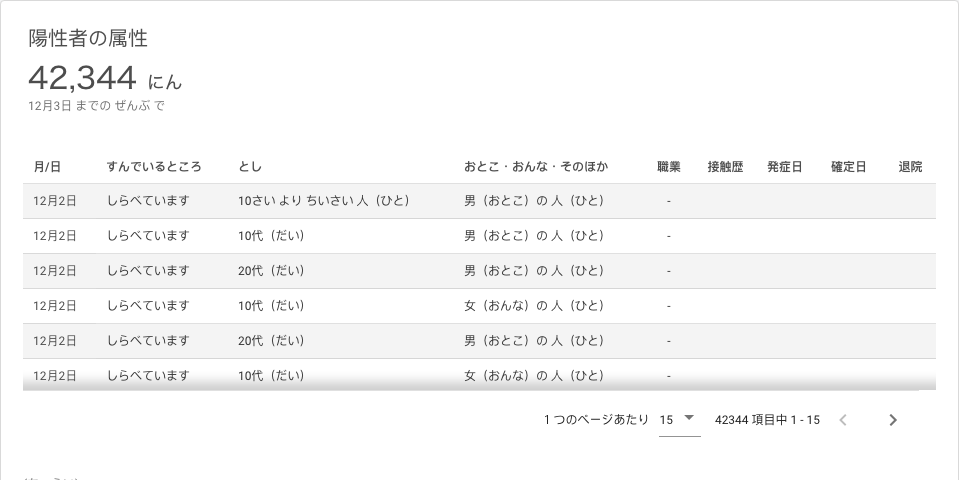 陽性者の属性
42,344 にん
12月3日 までの ぜんぶ で
月/日 すんでいるところ とし おとこ・おんな・そのほか 職業 接触歴 発症日 確定日 退院
12月2日 しらべています 10さい より ちいさい 人（ひと） 男（おとこ）の 人（ひと） -
12月2日 しらべています 10代（だい） 男（おとこ）の 人（ひと） -
12月2日 しらべています 20代（だい） 男（おとこ）の 人（ひと） -
12月2日 しらべています 10代（だい） 女（おんな）の 人（ひと） -
12月2日 しらべています 20代（だい） 男（おとこ）の 人（ひと） -
12月2日 しらべています 10代（だい） 女（おんな）の 人（ひと） -
1 つのページあたり 15 42344 項目中 1 - 15